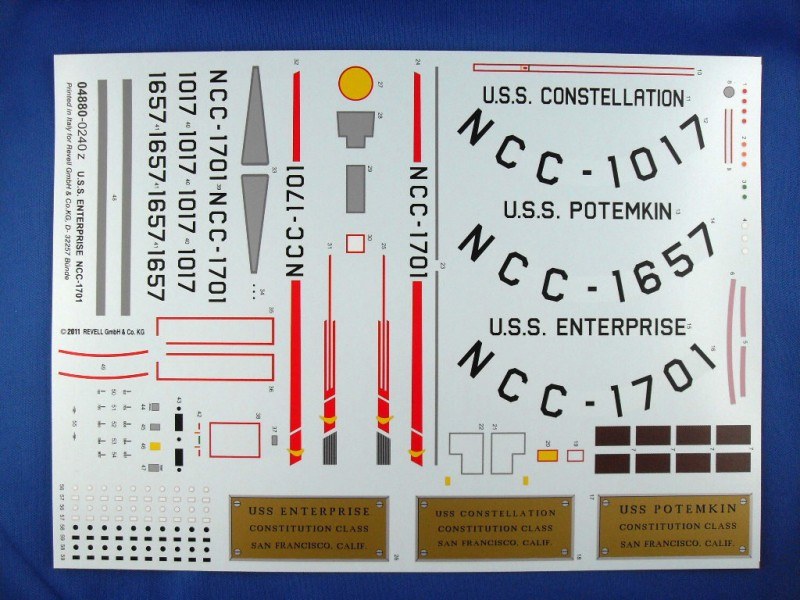 04880-0240 z U.S.S. ENTERPRISE NCC-1701
Printed in Italy for Revell GmbH & Co.KG, D- 32257 Bünde
© 2011 REVELL GmbH & Co. KG
1657 1657 1657 1657
1017 1017 1017 1017
NCC-1701 NCC-1701
NCC-1701
NCC-1701
U.S.S. CONSTELLATION
NCC-1017
U.S.S. POTEMKIN
NCC-1657
U.S.S. ENTERPRISE
NCC-1701
USS ENTERPRISE
CONSTITUTION CLASS
SAN FRANCISCO, CALIF.
USS CONSTELLATION
CONSTITUTION CLASS
SAN FRANCISCO, CALIF.
USS POTEMKIN
CONSTITUTION CLASS
SAN FRANCISCO, CALIF.